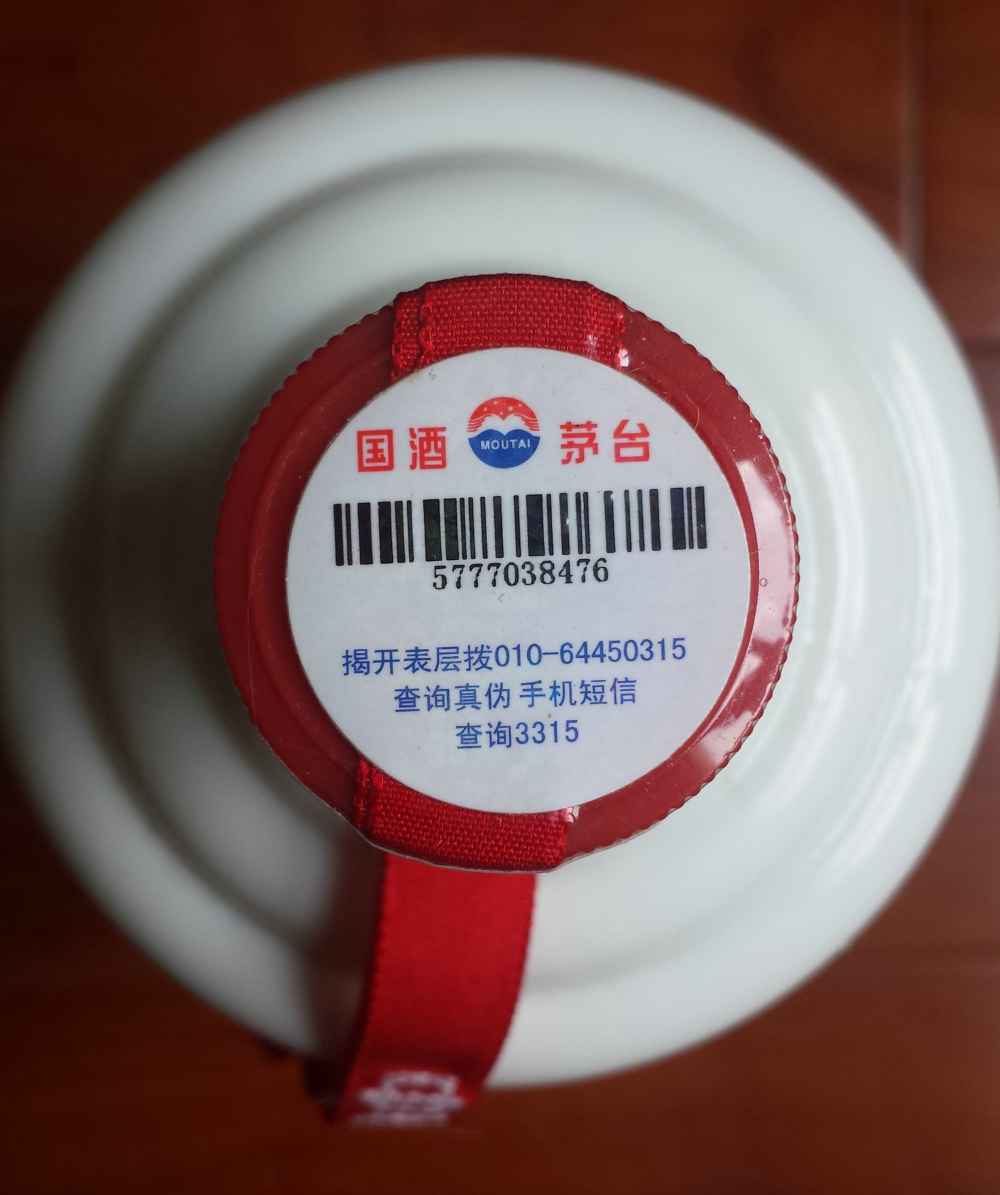 国酒 MOUTAI 茅台
5777038476
揭开表层拨010-64450315
查询真伪 手机短信
查询3315